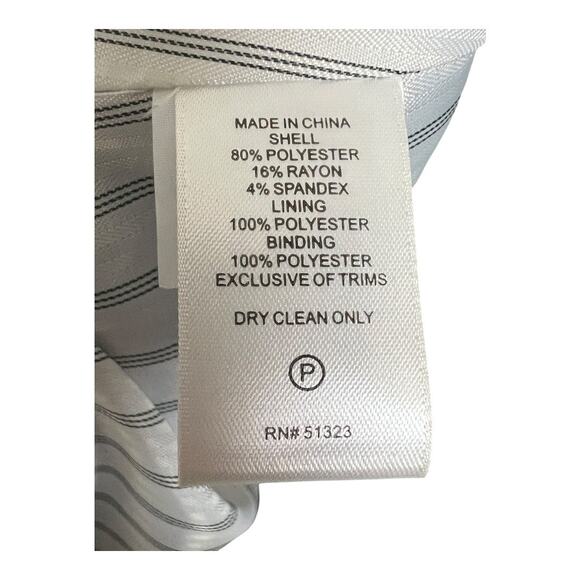 MADE IN CHINA
SHELL
80% POLYESTER
16% RAYON
4% SPANDEX
LINING
100% POLYESTER
BINDING
100% POLYESTER
EXCLUSIVE OF TRIMS
DRY CLEAN ONLY
P
RN# 51323